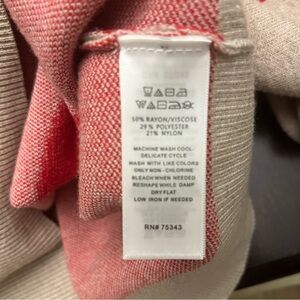 50% RAYON/VISCOSE
29% POLYESTER
21% NYLON
MACHINE WASH COOL-
DELICATE CYCLE
WASH WITH LIKE COLORS
ONLY NON - CHLORINE
BLEACH WHEN NEEDED
RESHAPE WHILE DAMP
DRY FLAT
LOW IRON IF NEEDED
RN# 75343